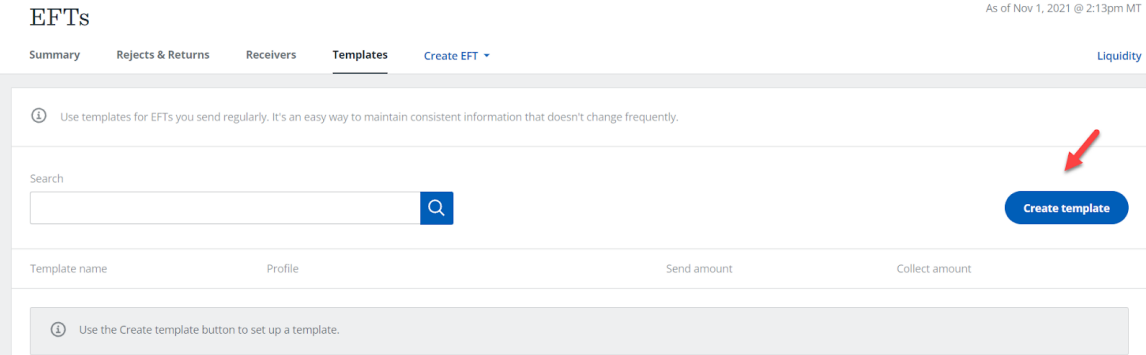 EFTs
As of Nov 1, 2021 @ 2:13pm MT
Summary Rejects & Returns Receivers Templates Create EFT Liquidity
Use templates for EFTs you send regularly. It's an easy way to maintain consistent information that doesn't change frequently.
Search
Create template
Template name Profile Send amount Collect amount
Use the Create template button to set up a template.